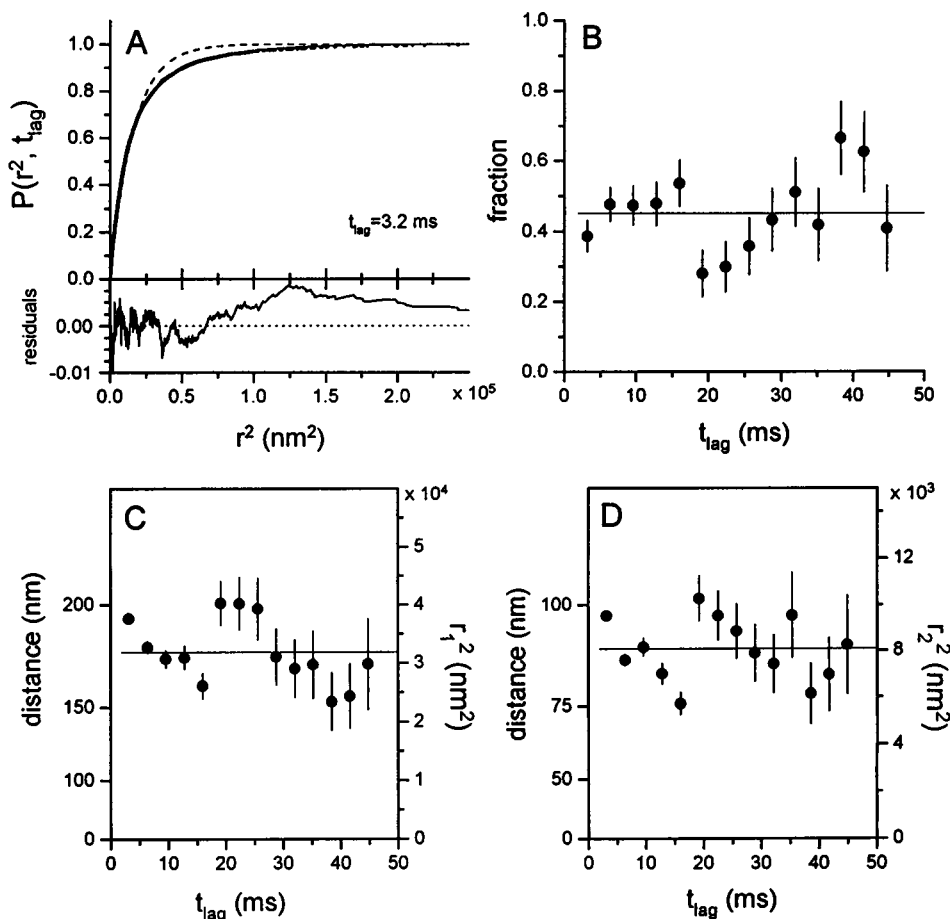 A
P(r², t_lag)
1.0
0.8
0.6
0.4
0.2
0.0
t_lag=3.2 ms
residuals
0.00
-0.01
0.0 0.5 1.0 1.5 2.0 × 10⁵
r² (nm²)
B
fraction
1.0
0.8
0.6
0.4
0.2
0.0
0 10 20 30 40 50
t_lag (ms)
C
distance (nm)
200
150
100
0
× 10⁴
5
4
3
2
1
0
r₁² (nm²)
0 10 20 30 40 50
t_lag (ms)
D
distance (nm)
100
75
50
0
× 10³
12
8
4
0
r₂² (nm²)
0 10 20 30 40 50
t_lag (ms)